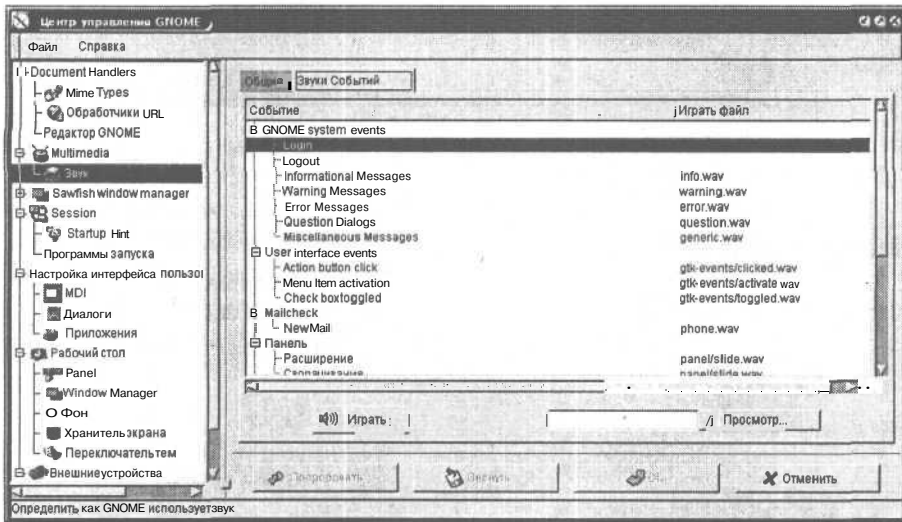 Центр управления GNOME
Файл Справка
Document Handlers
Mime Types
Обработчики URL
Редактор GNOME
Multimedia
Звук
Sawfish window manager
Session
Startup Hint
Программы запуска
Настройка интерфейса пользо
MDI
Диалоги
Приложения
Рабочий стол
Panel
Window Manager
Фон
Хранитель экрана
Переключатель тем
Внешние устройства
Общие Звуки Событий
Событие Играть файл
GNOME system events
Login
Logout
Informational Messages info.wav
Warning Messages warning.wav
Error Messages error.wav
Question Dialogs question.wav
Miscellaneous Messages generic.wav
User interface events
Action button click gtk-events/clicked.wav
Menu Item activation gtk-events/activate wav
Check box toggled gtk-events/toggled.wav
Mailcheck
New Mail phone.wav
Панель
Расширение panel/slide.wav
Сворачивание panel/slide.wav
Играть: Просмотр...
Попробовать Вернуть Отменить
Определить как GNOME использует звук